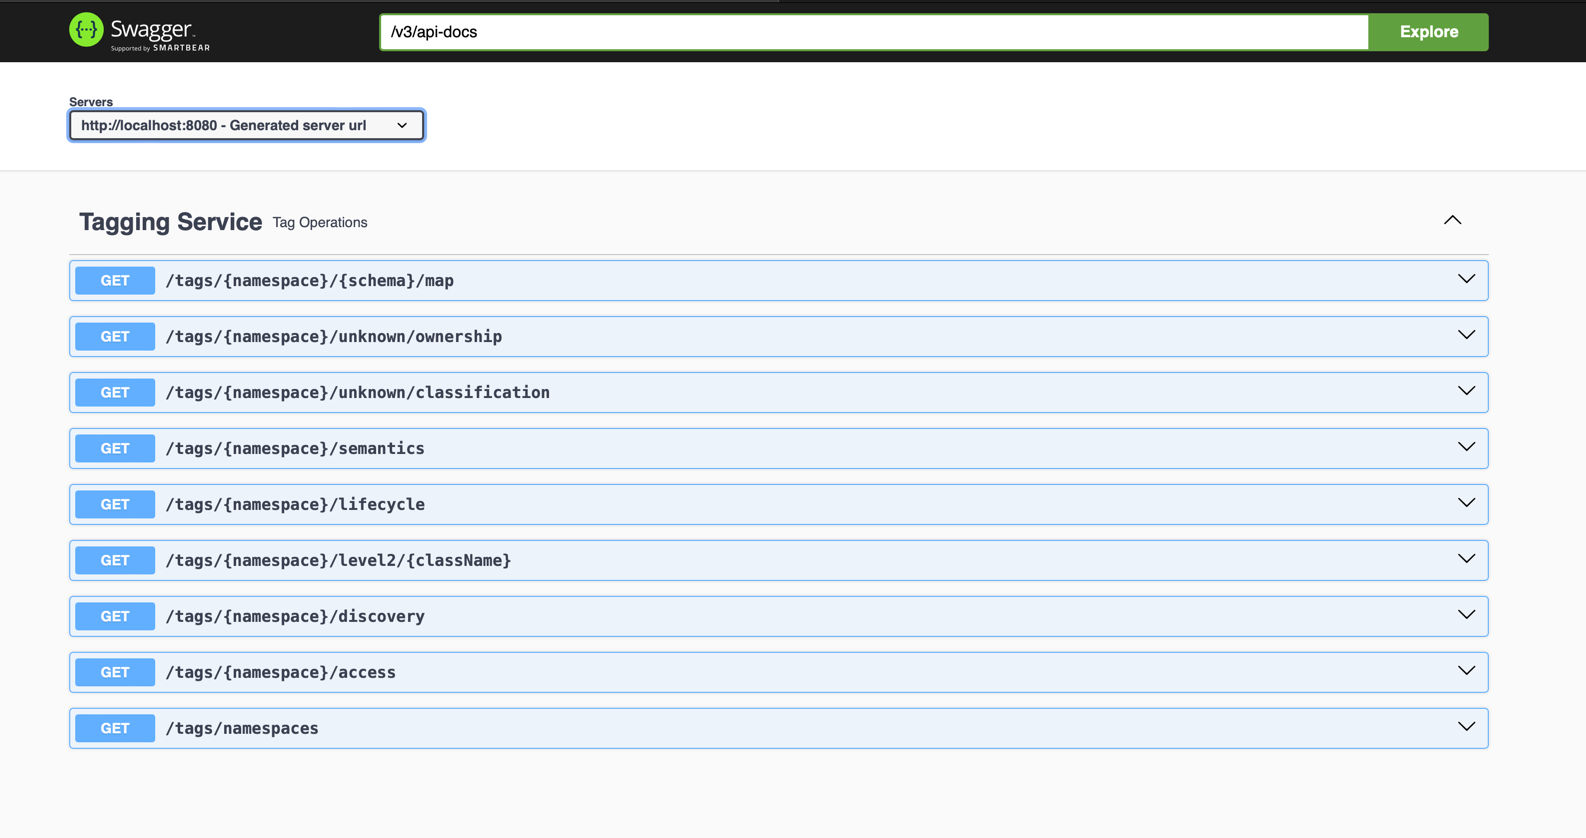 {···} Swagger™
Supported by SMARTBEAR
/v3/api-docs
Explore
Servers
http://localhost:8080 - Generated server url
Tagging Service Tag Operations
GET /tags/{namespace}/{schema}/map
GET /tags/{namespace}/unknown/ownership
GET /tags/{namespace}/unknown/classification
GET /tags/{namespace}/semantics
GET /tags/{namespace}/lifecycle
GET /tags/{namespace}/level2/{className}
GET /tags/{namespace}/discovery
GET /tags/{namespace}/access
GET /tags/namespaces